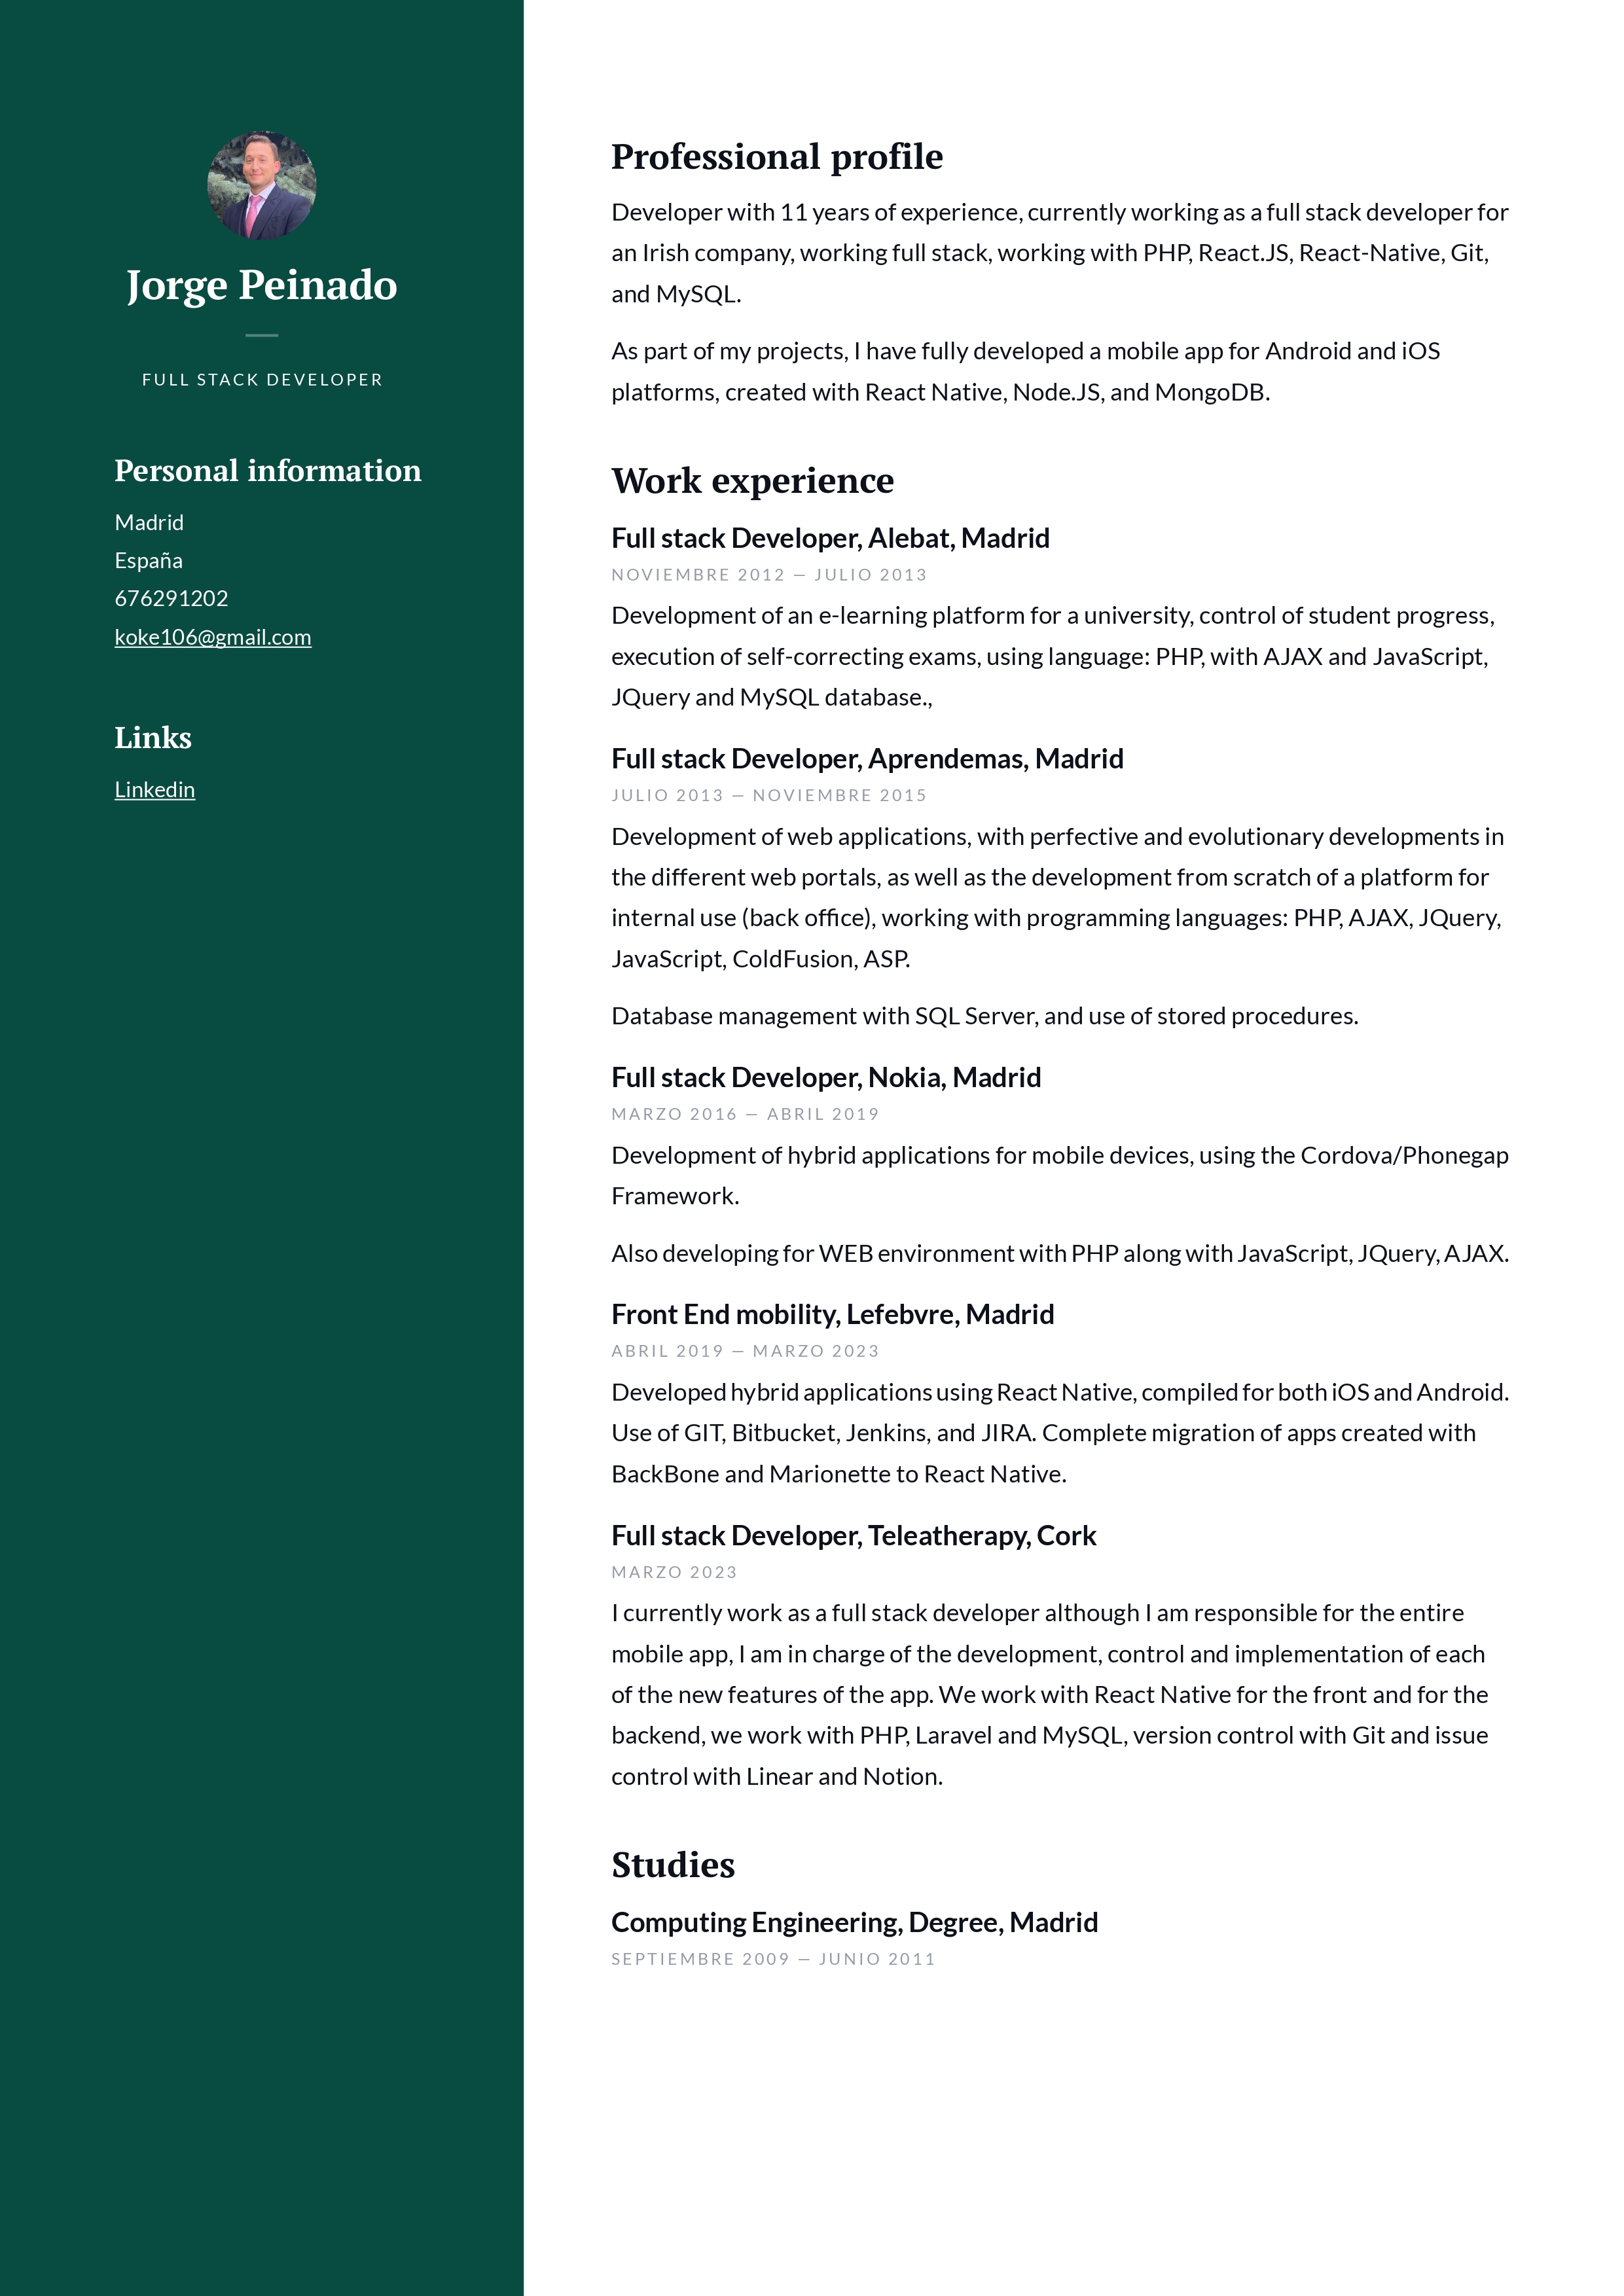 Jorge Peinado
FULL STACK DEVELOPER
Personal information
Madrid
España
676291202
koke106@gmail.com
Links
Linkedin
Professional profile
Developer with 11 years of experience, currently working as a full stack developer for
an Irish company, working full stack, working with PHP, React.JS, React-Native, Git,
and MySQL.
As part of my projects, I have fully developed a mobile app for Android and iOS
platforms, created with React Native, Node.JS, and MongoDB.
Work experience
Full stack Developer, Alebat, Madrid
NOVIEMBRE 2012 — JULIO 2013
Development of an e-learning platform for a university, control of student progress,
execution of self-correcting exams, using language: PHP, with AJAX and JavaScript,
JQuery and MySQL database.,
Full stack Developer, Aprendemas, Madrid
JULIO 2013 — NOVIEMBRE 2015
Development of web applications, with perfective and evolutionary developments in
the different web portals, as well as the development from scratch of a platform for
internal use (back office), working with programming languages: PHP, AJAX, JQuery,
JavaScript, ColdFusion, ASP.
Database management with SQL Server, and use of stored procedures.
Full stack Developer, Nokia, Madrid
MARZO 2016 — ABRIL 2019
Development of hybrid applications for mobile devices, using the Cordova/Phonegap
Framework.
Also developing for WEB environment with PHP along with JavaScript, JQuery, AJAX.
Front End mobility, Lefebvre, Madrid
ABRIL 2019 — MARZO 2023
Developed hybrid applications using React Native, compiled for both iOS and Android.
Use of GIT, Bitbucket, Jenkins, and JIRA. Complete migration of apps created with
BackBone and Marionette to React Native.
Full stack Developer, Teleatherapy, Cork
MARZO 2023
I currently work as a full stack developer although I am responsible for the entire
mobile app, I am in charge of the development, control and implementation of each
of the new features of the app. We work with React Native for the front and for the
backend, we work with PHP, Laravel and MySQL, version control with Git and issue
control with Linear and Notion.
Studies
Computing Engineering, Degree, Madrid
SEPTIEMBRE 2009 — JUNIO 2011